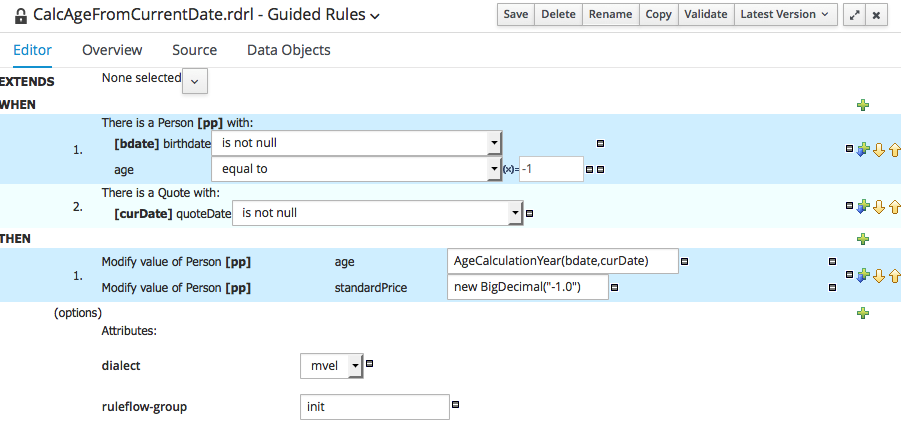 CalcAgeFromCurrentDate.rdrl - Guided Rules
Save Delete Rename Copy Validate Latest Version
Editor Overview Source Data Objects
EXTENDS None selected
WHEN
There is a Person [pp] with:
1. [bdate] birthdate is not null
age equal to (x)= -1
There is a Quote with:
2. [curDate] quoteDate is not null
THEN
1. Modify value of Person [pp] age AgeCalculationYear(bdate,curDate)
Modify value of Person [pp] standardPrice new BigDecimal("-1.0")
(options)
Attributes:
dialect mvel
ruleflow-group init